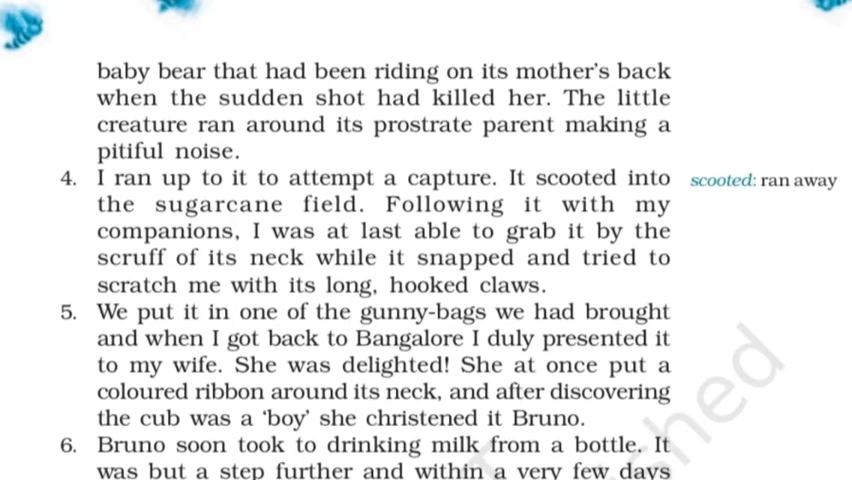 baby bear that had been riding on its mother's back
when the sudden shot had killed her. The little
creature ran around its prostrate parent making a
pitiful noise.
4. I ran up to it to attempt a capture. It scooted into
scooted: ran away
the sugarcane field. Following it with my
companions, I was at last able to grab it by the
scruff of its neck while it snapped and tried to
scratch me with its long, hooked claws.
5. We put it in one of the gunny-bags we had brought
and when I got back to Bangalore I duly presented it
to my wife. She was delighted! She at once put a
coloured ribbon around its neck, and after discovering
the cub was a 'boy' she christened it Bruno.
6. Bruno soon took to drinking milk from a bottle. It
was but a step further and within a very few days